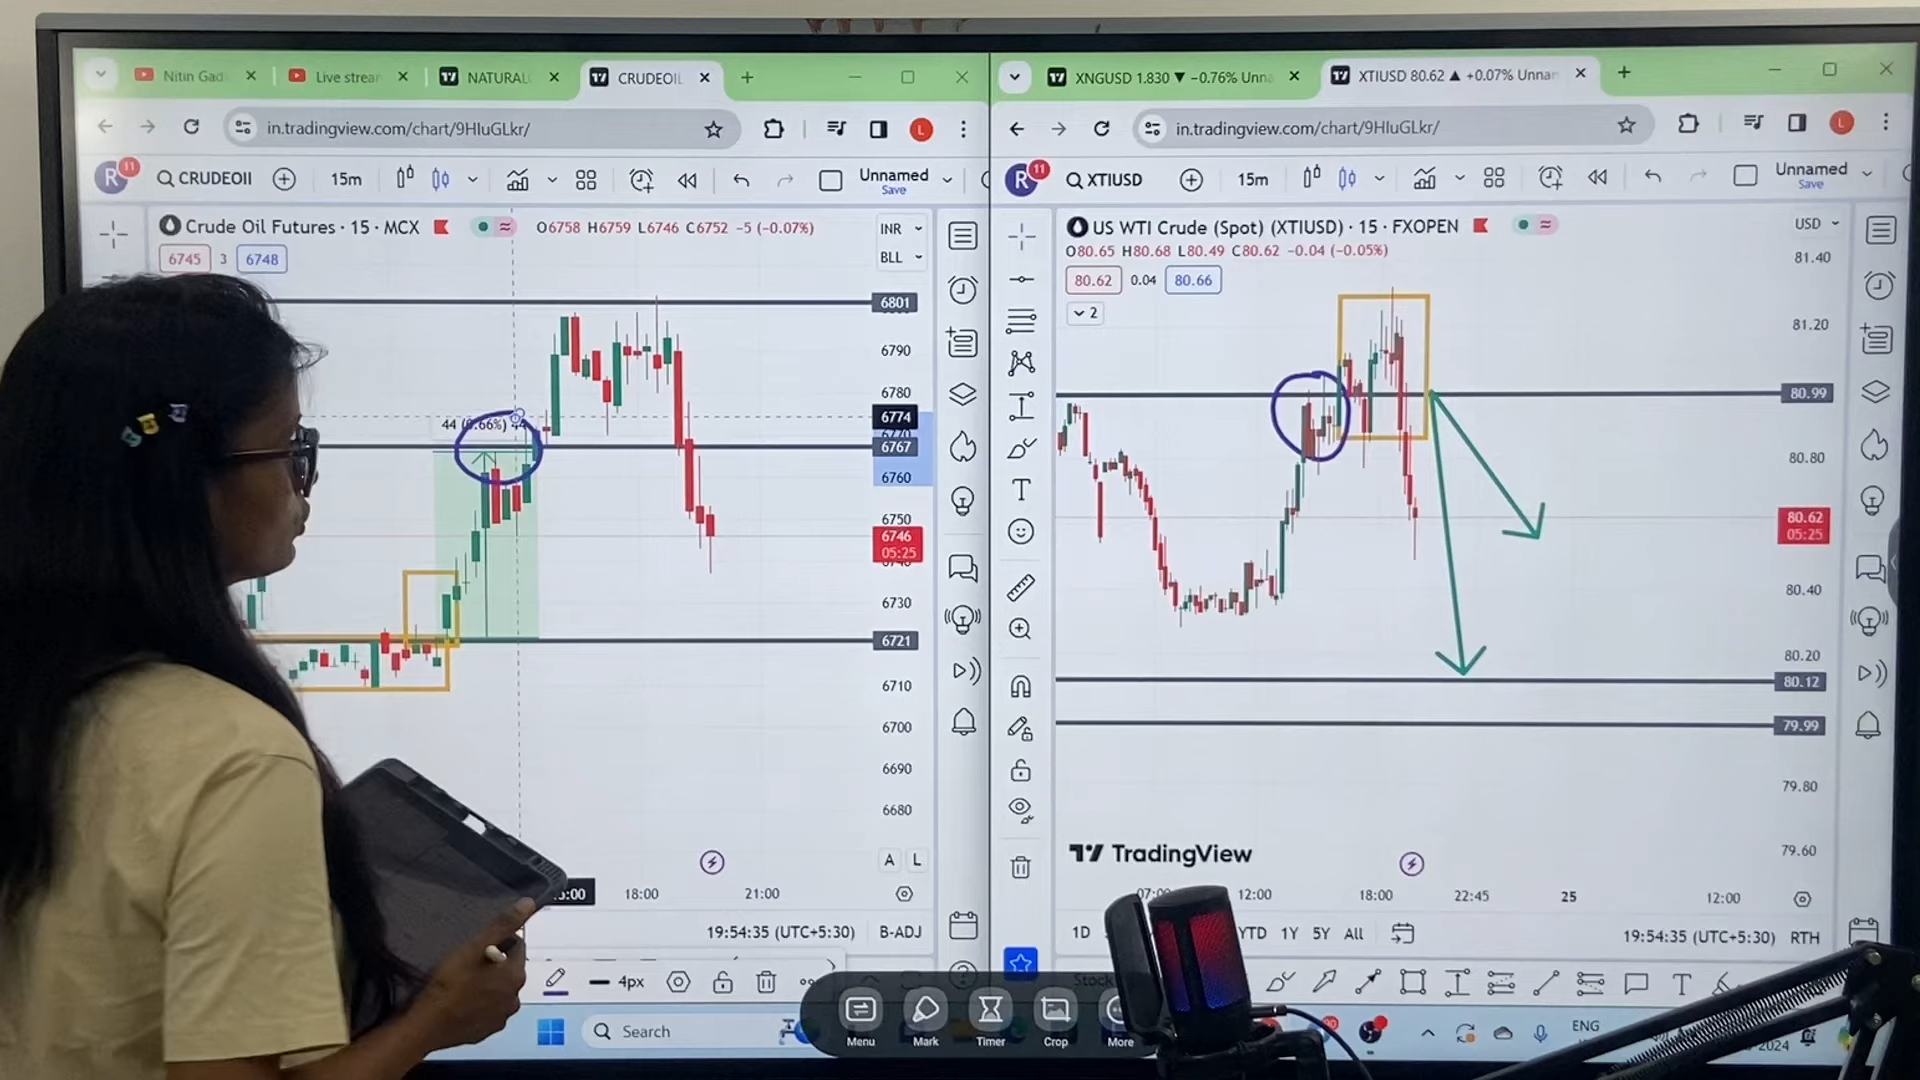 Nitin Gad
Live strear
NATURAL
CRUDEOIL
XNGUSD 1.830 ▼ −0.76% Unna
XTIUSD 80.62 ▲ +0.07% Unnar
in.tradingview.com/chart/9HIuGLkr/
L
in.tradingview.com/chart/9HIuGLkr/
L
R 11
CRUDEOII
15m
Unnamed
Save
R 11
XTIUSD
15m
Unnamed
Save
Crude Oil Futures · 15 · MCX
O6758 H6759 L6746 C6752 −5 (−0.07%)
INR
BLL
6745 3 6748
US WTI Crude (Spot) (XTIUSD) · 15 · FXOPEN
O80.65 H80.68 L80.49 C80.62 −0.04 (−0.05%)
USD
80.62 0.04 80.66
2
6801
6790
6780
6774
6767
6760
6750
6746
05:25
6730
6721
6710
6700
6690
6680
81.40
81.20
80.99
80.80
80.62
05:25
80.40
80.20
80.12
79.99
79.80
79.60
TradingView
A L
18:00
21:00
07:00
12:00
18:00
22:45
25
12:00
19:54:35 (UTC+5:30) B-ADJ
1D
YTD 1Y 5Y All
19:54:35 (UTC+5:30) RTH
4px
Search
Menu
Mark
Timer
Crop
More
ENG
2024